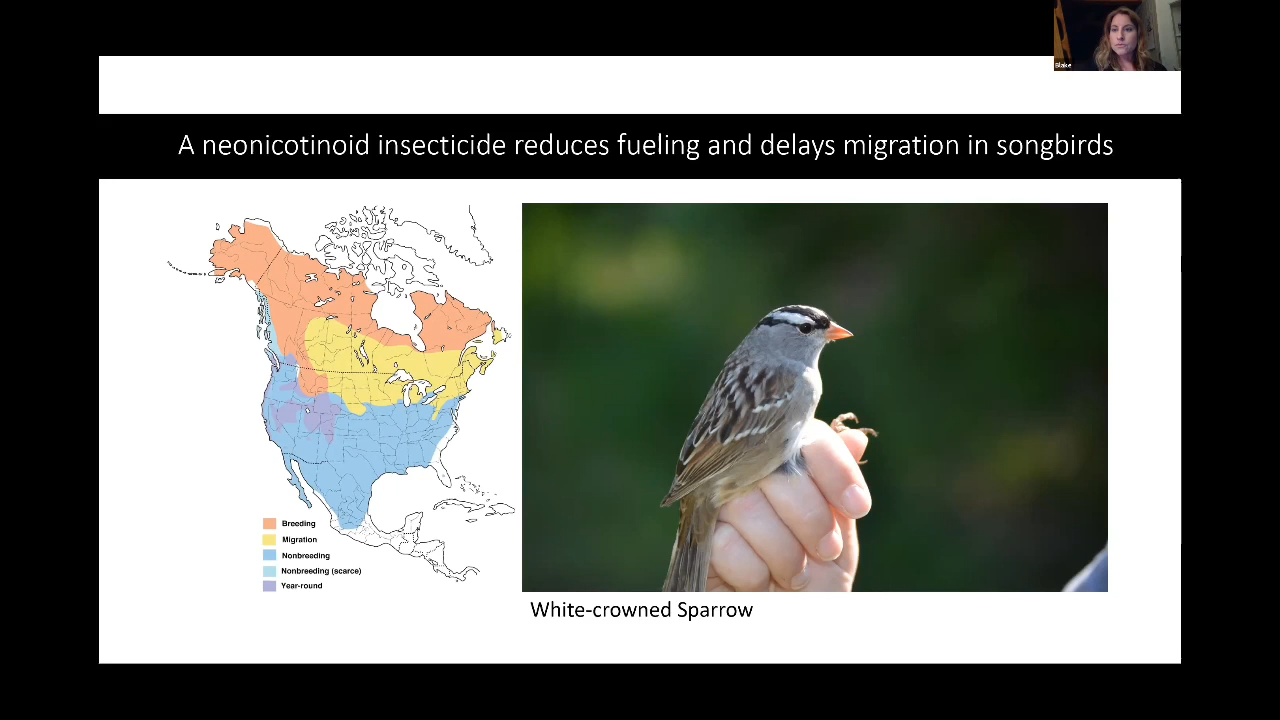 Blake
A neonicotinoid insecticide reduces fueling and delays migration in songbirds
Breeding
Migration
Nonbreeding
Nonbreeding (scarce)
Year-round
White-crowned Sparrow